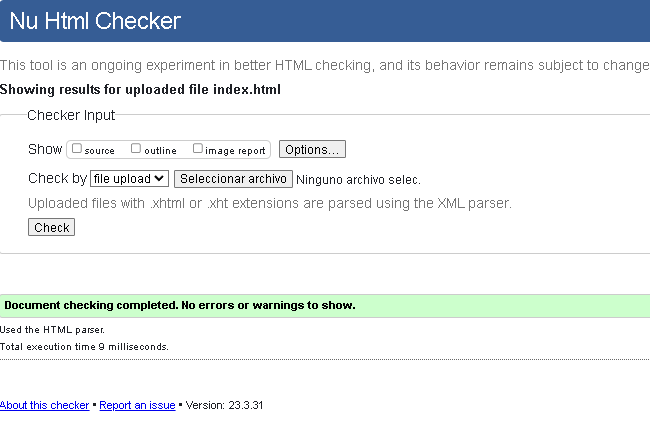 Nu Html Checker
This tool is an ongoing experiment in better HTML checking, and its behavior remains subject to change
Showing results for uploaded file index.html
Checker Input
Show source outline image report Options...
Check by file upload Seleccionar archivo Ninguno archivo selec.
Uploaded files with .xhtml or .xht extensions are parsed using the XML parser.
Check
Document checking completed. No errors or warnings to show.
Used the HTML parser.
Total execution time 9 milliseconds.
About this checker • Report an issue • Version: 23.3.31